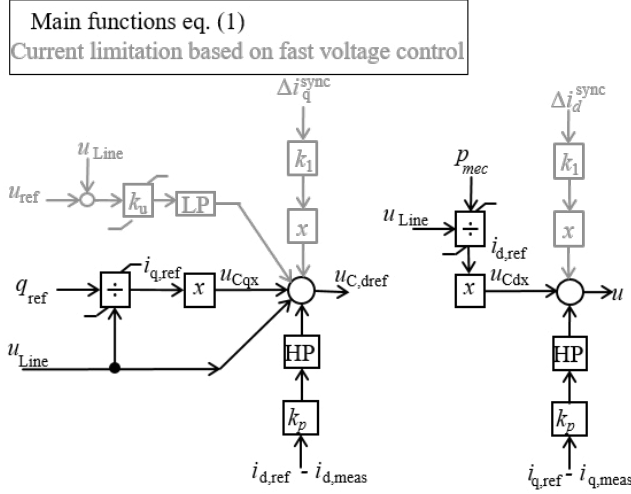 Main functions eq. (1)
Current limitation based on fast voltage control
Δi_q^sync
Δi_d^sync
u_Line
k_1
k_1
p_mec
u_ref
k_u
LP
x
u_Line
÷
x
i_q,ref
u_Cqx
u_C,dref
i_d,ref
q_ref
÷
x
x
u_Cdx
u
u_Line
HP
HP
k_p
k_p
i_d,ref - i_d,meas
i_q,ref - i_q,meas